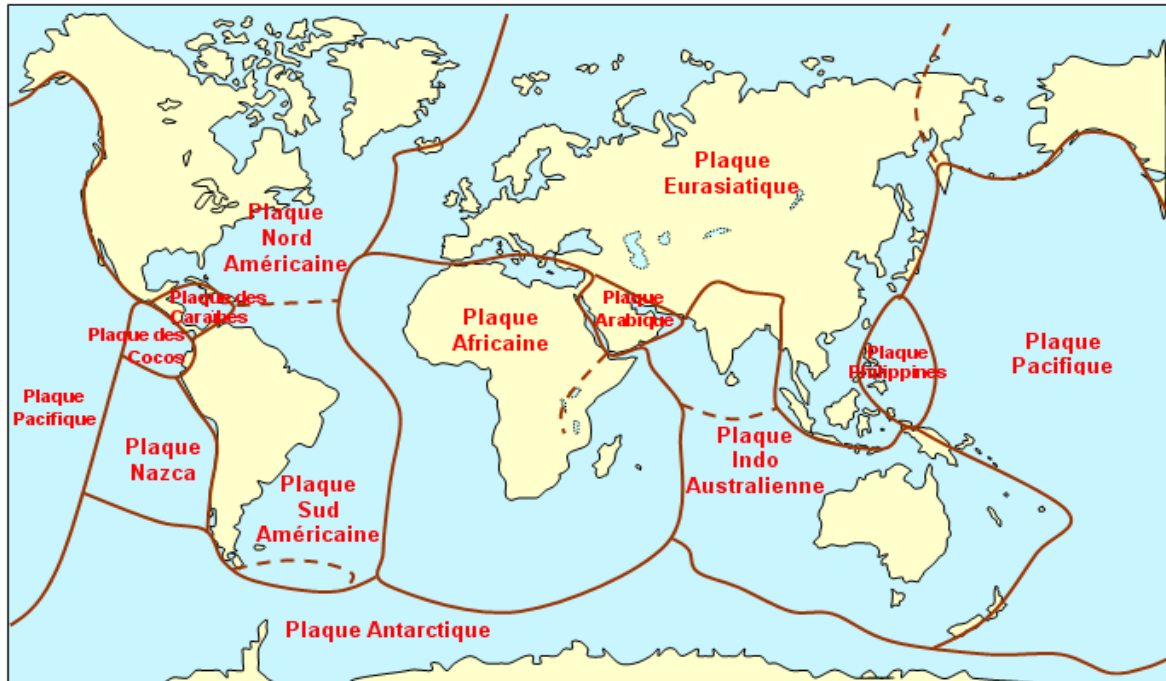 Plaque
Eurasiatique
Plaque
Nord
Américaine
Plaque des
Caraïbes
Plaque des
Cocos
Plaque
Africaine
Plaque
Arabique
Plaque
Philippines
Plaque
Pacifique
Plaque
Pacifique
Plaque
Nazca
Plaque
Sud
Américaine
Plaque
Indo
Australienne
Plaque Antarctique